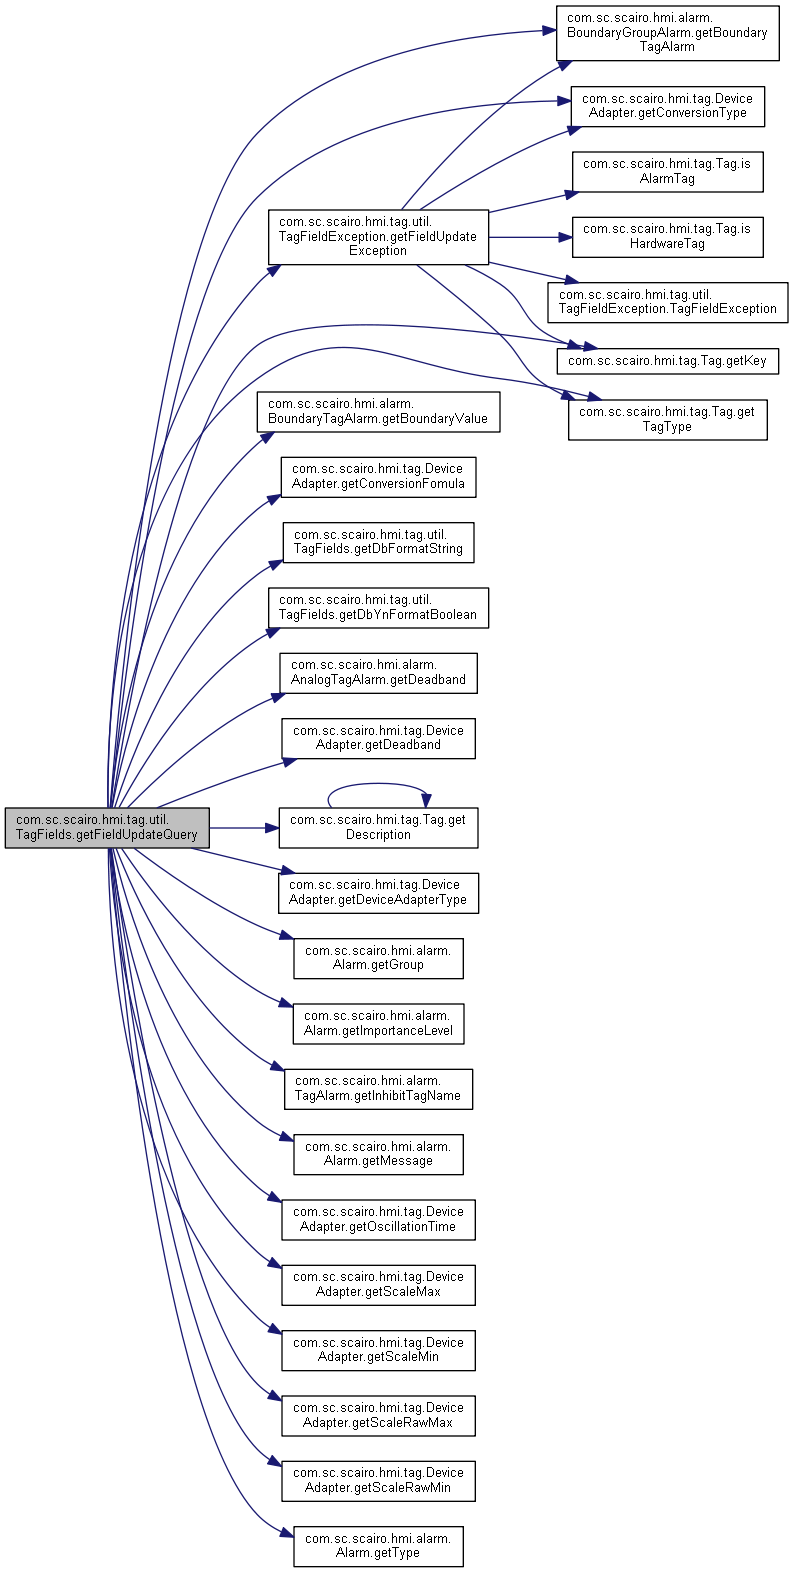 com.sc.scairo.hmi.alarm.
BoundaryGroupAlarm.getBoundary
TagAlarm
com.sc.scairo.hmi.tag.Device
Adapter.getConversionType
com.sc.scairo.hmi.tag.Tag.is
AlarmTag
com.sc.scairo.hmi.tag.util.
TagFieldException.getFieldUpdate
Exception
com.sc.scairo.hmi.tag.Tag.is
HardwareTag
com.sc.scairo.hmi.tag.util.
TagFieldException.TagFieldException
com.sc.scairo.hmi.tag.Tag.getKey
com.sc.scairo.hmi.tag.Tag.get
TagType
com.sc.scairo.hmi.alarm.
BoundaryTagAlarm.getBoundaryValue
com.sc.scairo.hmi.tag.Device
Adapter.getConversionFomula
com.sc.scairo.hmi.tag.util.
TagFields.getDbFormatString
com.sc.scairo.hmi.tag.util.
TagFields.getDbYnFormatBoolean
com.sc.scairo.hmi.alarm.
AnalogTagAlarm.getDeadband
com.sc.scairo.hmi.tag.Device
Adapter.getDeadband
com.sc.scairo.hmi.tag.util.
TagFields.getFieldUpdateQuery
com.sc.scairo.hmi.tag.Tag.get
Description
com.sc.scairo.hmi.tag.Device
Adapter.getDeviceAdapterType
com.sc.scairo.hmi.alarm.
Alarm.getGroup
com.sc.scairo.hmi.alarm.
Alarm.getImportanceLevel
com.sc.scairo.hmi.alarm.
TagAlarm.getInhibitTagName
com.sc.scairo.hmi.alarm.
Alarm.getMessage
com.sc.scairo.hmi.tag.Device
Adapter.getOscillationTime
com.sc.scairo.hmi.tag.Device
Adapter.getScaleMax
com.sc.scairo.hmi.tag.Device
Adapter.getScaleMin
com.sc.scairo.hmi.tag.Device
Adapter.getScaleRawMax
com.sc.scairo.hmi.tag.Device
Adapter.getScaleRawMin
com.sc.scairo.hmi.alarm.
Alarm.getType